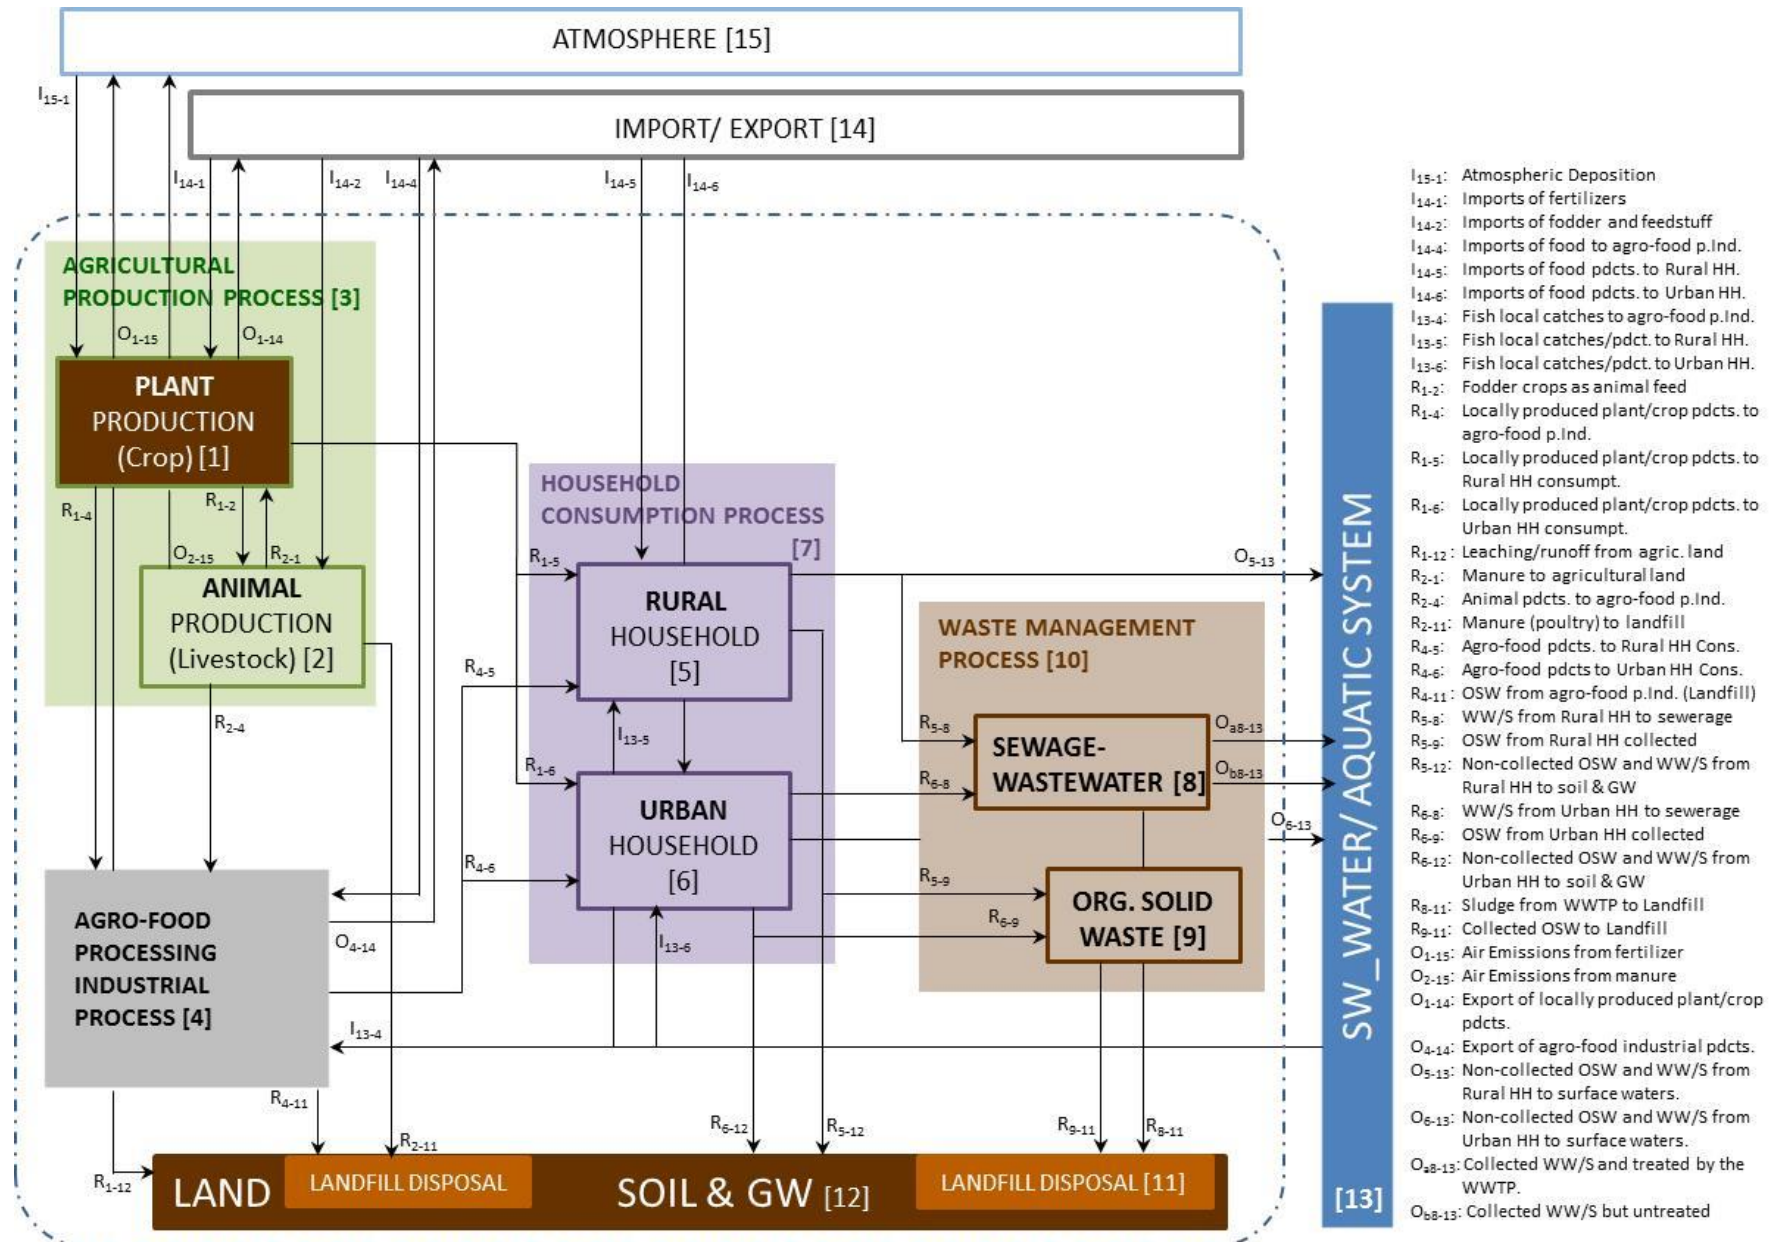 ATMOSPHERE [15]
I15-1
IMPORT/ EXPORT [14]
I14-1
I14-2
I14-4
I14-5
I14-6
AGRICULTURAL
PRODUCTION PROCESS [3]
O1-15
O1-14
PLANT
PRODUCTION
(Crop) [1]
R1-4
R1-2
O2-15
R2-1
ANIMAL
PRODUCTION
(Livestock) [2]
R2-4
HOUSEHOLD
CONSUMPTION PROCESS
[7]
R1-5
RURAL
HOUSEHOLD
[5]
R4-5
I13-5
R1-6
URBAN
HOUSEHOLD
[6]
R4-6
I13-6
O5-13
WASTE MANAGEMENT
PROCESS [10]
R5-8
SEWAGE-
WASTEWATER [8]
R6-8
Oa8-13
Ob8-13
O6-13
R5-9
ORG. SOLID
WASTE [9]
R6-9
AGRO-FOOD
PROCESSING
INDUSTRIAL
PROCESS [4]
O4-14
I13-4
R4-11
R2-11
R1-12
R6-12
R5-12
R9-11
R8-11
LAND
LANDFILL DISPOSAL
SOIL & GW [12]
LANDFILL DISPOSAL [11]
SW_WATER/ AQUATIC SYSTEM
[13]
I15-1: Atmospheric Deposition
I14-1: Imports of fertilizers
I14-2: Imports of fodder and feedstuff
I14-4: Imports of food to agro-food p.Ind.
I14-5: Imports of food pdcts. to Rural HH.
I14-6: Imports of food pdcts. to Urban HH.
I13-4: Fish local catches to agro-food p.Ind.
I13-5: Fish local catches/pdct. to Rural HH.
I13-6: Fish local catches/pdct. to Urban HH.
R1-2: Fodder crops as animal feed
R1-4: Locally produced plant/crop pdcts. to
agro-food p.Ind.
R1-5: Locally produced plant/crop pdcts. to
Rural HH consumpt.
R1-6: Locally produced plant/crop pdcts. to
Urban HH consumpt.
R1-12: Leaching/runoff from agric. land
R2-1: Manure to agricultural land
R2-4: Animal pdcts. to agro-food p.Ind.
R2-11: Manure (poultry) to landfill
R4-5: Agro-food pdcts. to Rural HH Cons.
R4-6: Agro-food pdcts to Urban HH Cons.
R4-11: OSW from agro-food p.Ind. (Landfill)
R5-8: WW/S from Rural HH to sewerage
R5-9: OSW from Rural HH collected
R5-12: Non-collected OSW and WW/S from
Rural HH to soil & GW
R6-8: WW/S from Urban HH to sewerage
R6-9: OSW from Urban HH collected
R6-12: Non-collected OSW and WW/S from
Urban HH to soil & GW
R8-11: Sludge from WWTP to Landfill
R9-11: Collected OSW to Landfill
O1-15: Air Emissions from fertilizer
O2-15: Air Emissions from manure
O1-14: Export of locally produced plant/crop
pdcts.
O4-14: Export of agro-food industrial pdcts.
O5-13: Non-collected OSW and WW/S from
Rural HH to surface waters.
O6-13: Non-collected OSW and WW/S from
Urban HH to surface waters.
Oa8-13: Collected WW/S and treated by the
WWTP.
Ob8-13: Collected WW/S but untreated